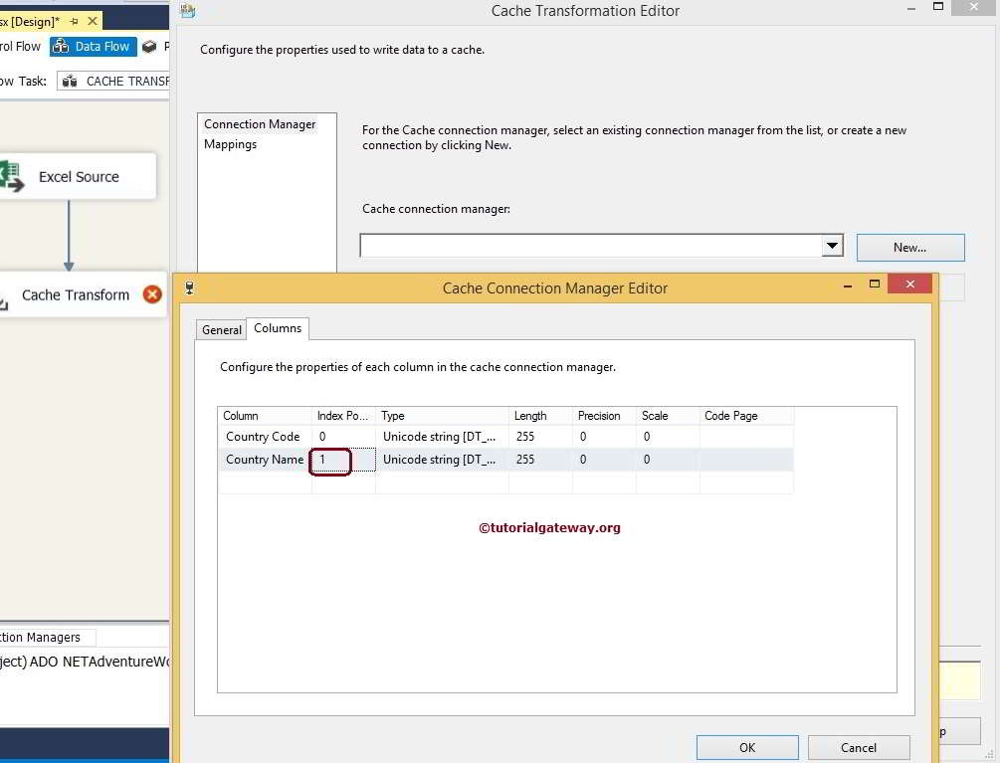 sx [Design]*
Cache Transformation Editor
rol Flow
Data Flow
P
Configure the properties used to write data to a cache.
ow Task:
CACHE TRANSF
Connection Manager
Mappings
For the Cache connection manager, select an existing connection manager from the list, or create a new
connection by clicking New.
Excel Source
Cache connection manager:
New...
Cache Transform
Cache Connection Manager Editor
General
Columns
Configure the properties of each column in the cache connection manager.
Column Index Po... Type Length Precision Scale Code Page
Country Code 0 Unicode string [DT_... 255 0 0
Country Name 1 Unicode string [DT_... 255 0 0
©tutorialgateway.org
ction Managers
ject) ADO NETAdventureWo
p
OK
Cancel